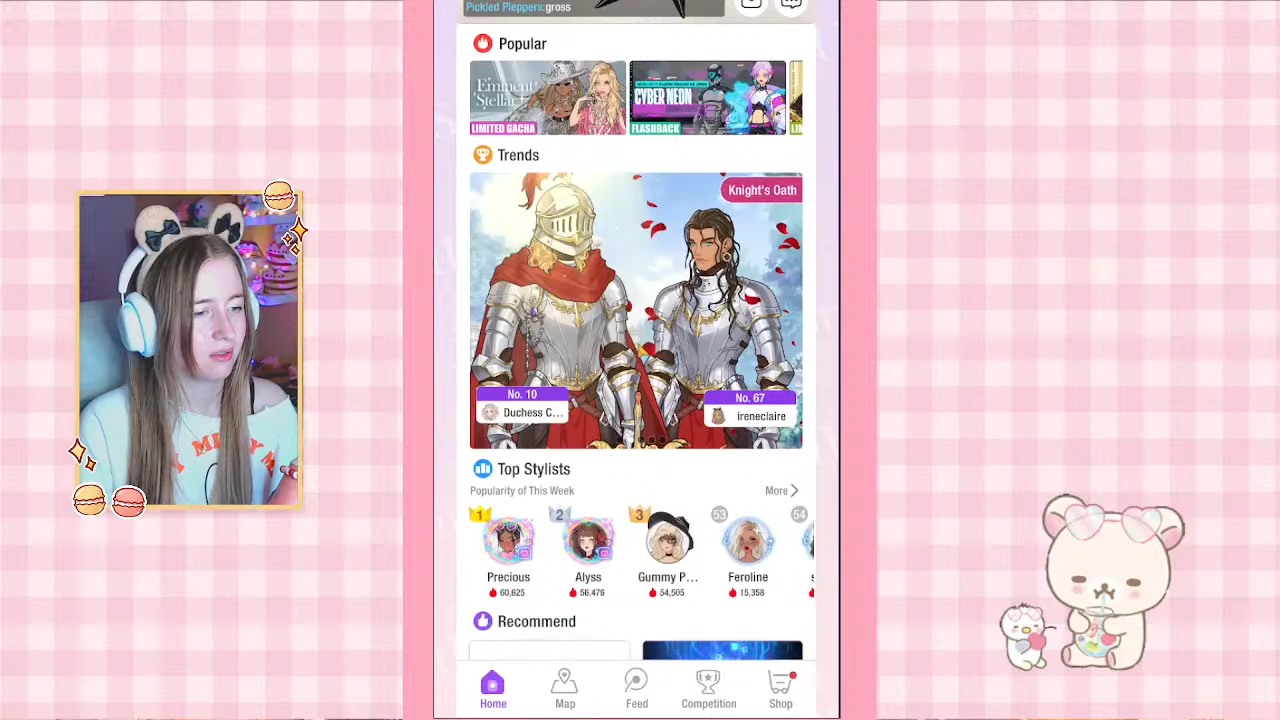 Pickled Pleppers:gross
Popular
Eminent
Stella
LIMITED GACHA
CYBER NEON
FLASHBACK
Trends
Knight's Oath
No. 10
Duchess C...
No. 67
ireneclaire
Top Stylists
Popularity of This Week
More
1
2
3
53
54
Precious
Alyss
Gummy P...
Feroline
60,625
56,476
54,505
15,358
Recommend
Home
Map
Feed
Competition
Shop